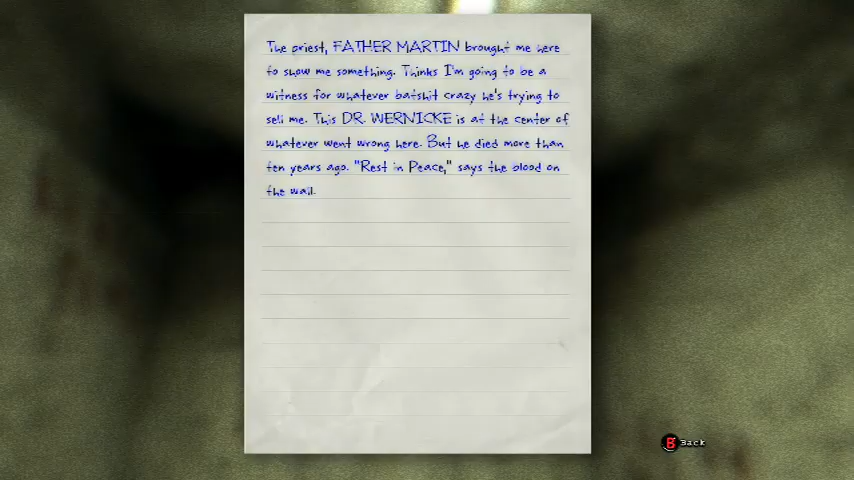 The priest, FATHER MARTIN brought me here
to show me something. Thinks I'm going to be a
witness for whatever batshit crazy he's trying to
sell me. This DR. WERNICKE is at the center of
whatever went wrong here. But he died more than
ten years ago. "Rest in Peace," says the blood on
the wall.
B Back